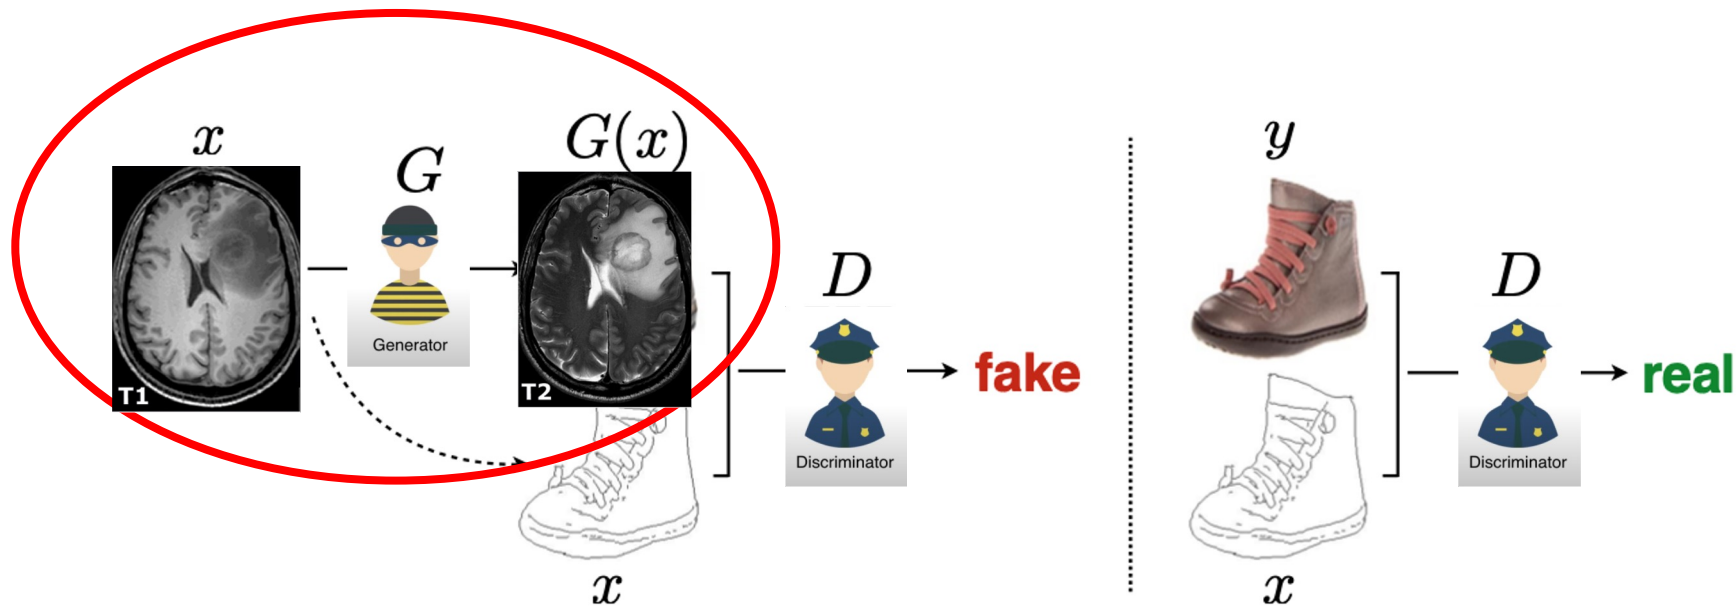 x
G
G(x)
T1
Generator
T2
D
Discriminator
fake
x
y
D
Discriminator
real
x